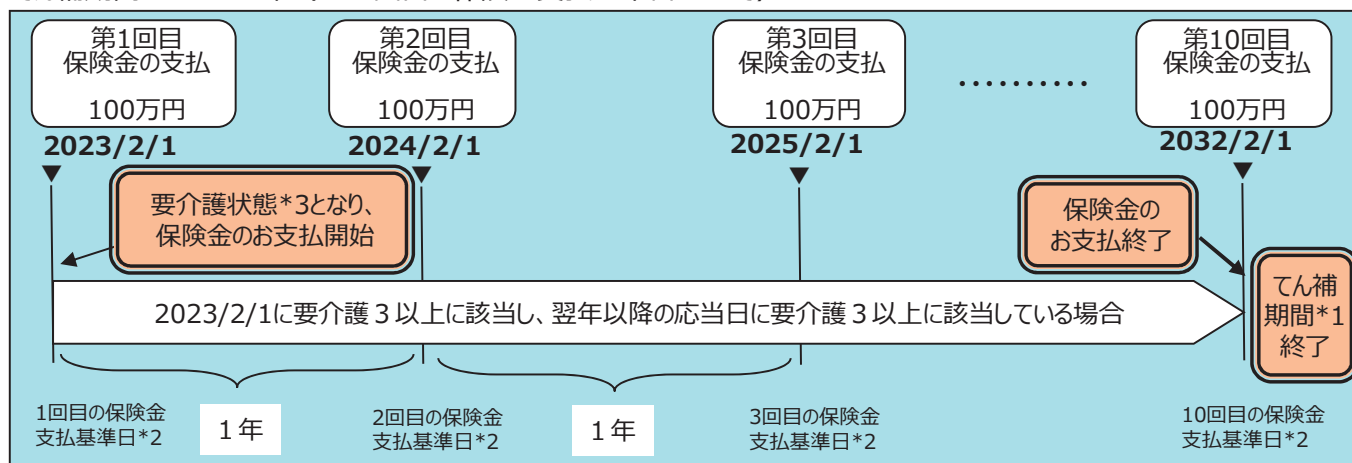 第1回目
保険金の支払
100万円
2023/2/1
第2回目
保険金の支払
100万円
2024/2/1
第3回目
保険金の支払
100万円
2025/2/1
‥‥‥‥‥
第10回目
保険金の支払
100万円
2032/2/1
要介護状態*3となり、
保険金のお支払開始
保険金の
お支払終了
てん補
期間*1
終了
2023/2/1に要介護３以上に該当し、翌年以降の応当日に要介護３以上に該当している場合
1回目の保険金
支払基準日*2
１年
2回目の保険金
支払基準日*2
１年
3回目の保険金
支払基準日*2
10回目の保険金
支払基準日*2